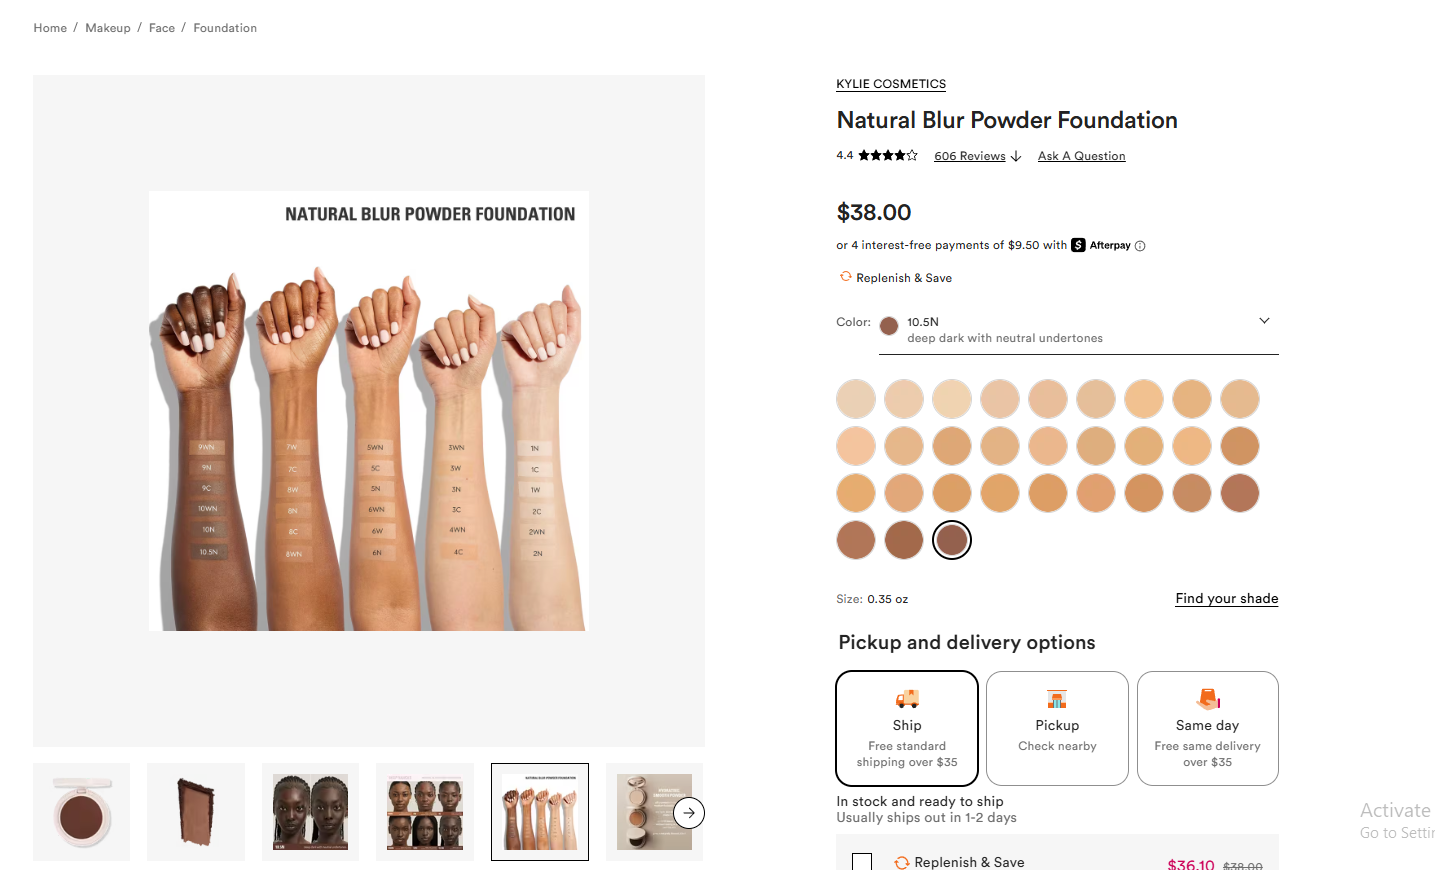 Home / Makeup / Face / Foundation
NATURAL BLUR POWDER FOUNDATION
9WN
9N
9C
10WN
10N
10.5N
7W
7C
8W
8N
8C
8WN
5WN
5C
5N
6WN
6W
6N
3WN
3W
3N
3C
4WN
4C
1N
1C
1W
2C
2WN
2N
NATURAL BLUR POWDER FOUNDATION
KYLIE COSMETICS
Natural Blur Powder Foundation
4.4 606 Reviews Ask A Question
$38.00
or 4 interest-free payments of $9.50 with Afterpay
Replenish & Save
Color: 10.5N
deep dark with neutral undertones
Size: 0.35 oz Find your shade
Pickup and delivery options
Ship
Free standard
shipping over $35
Pickup
Check nearby
Same day
Free same delivery
over $35
In stock and ready to ship
Usually ships out in 1-2 days
Replenish & Save $36.10 $38.00
Activate
Go to Settin